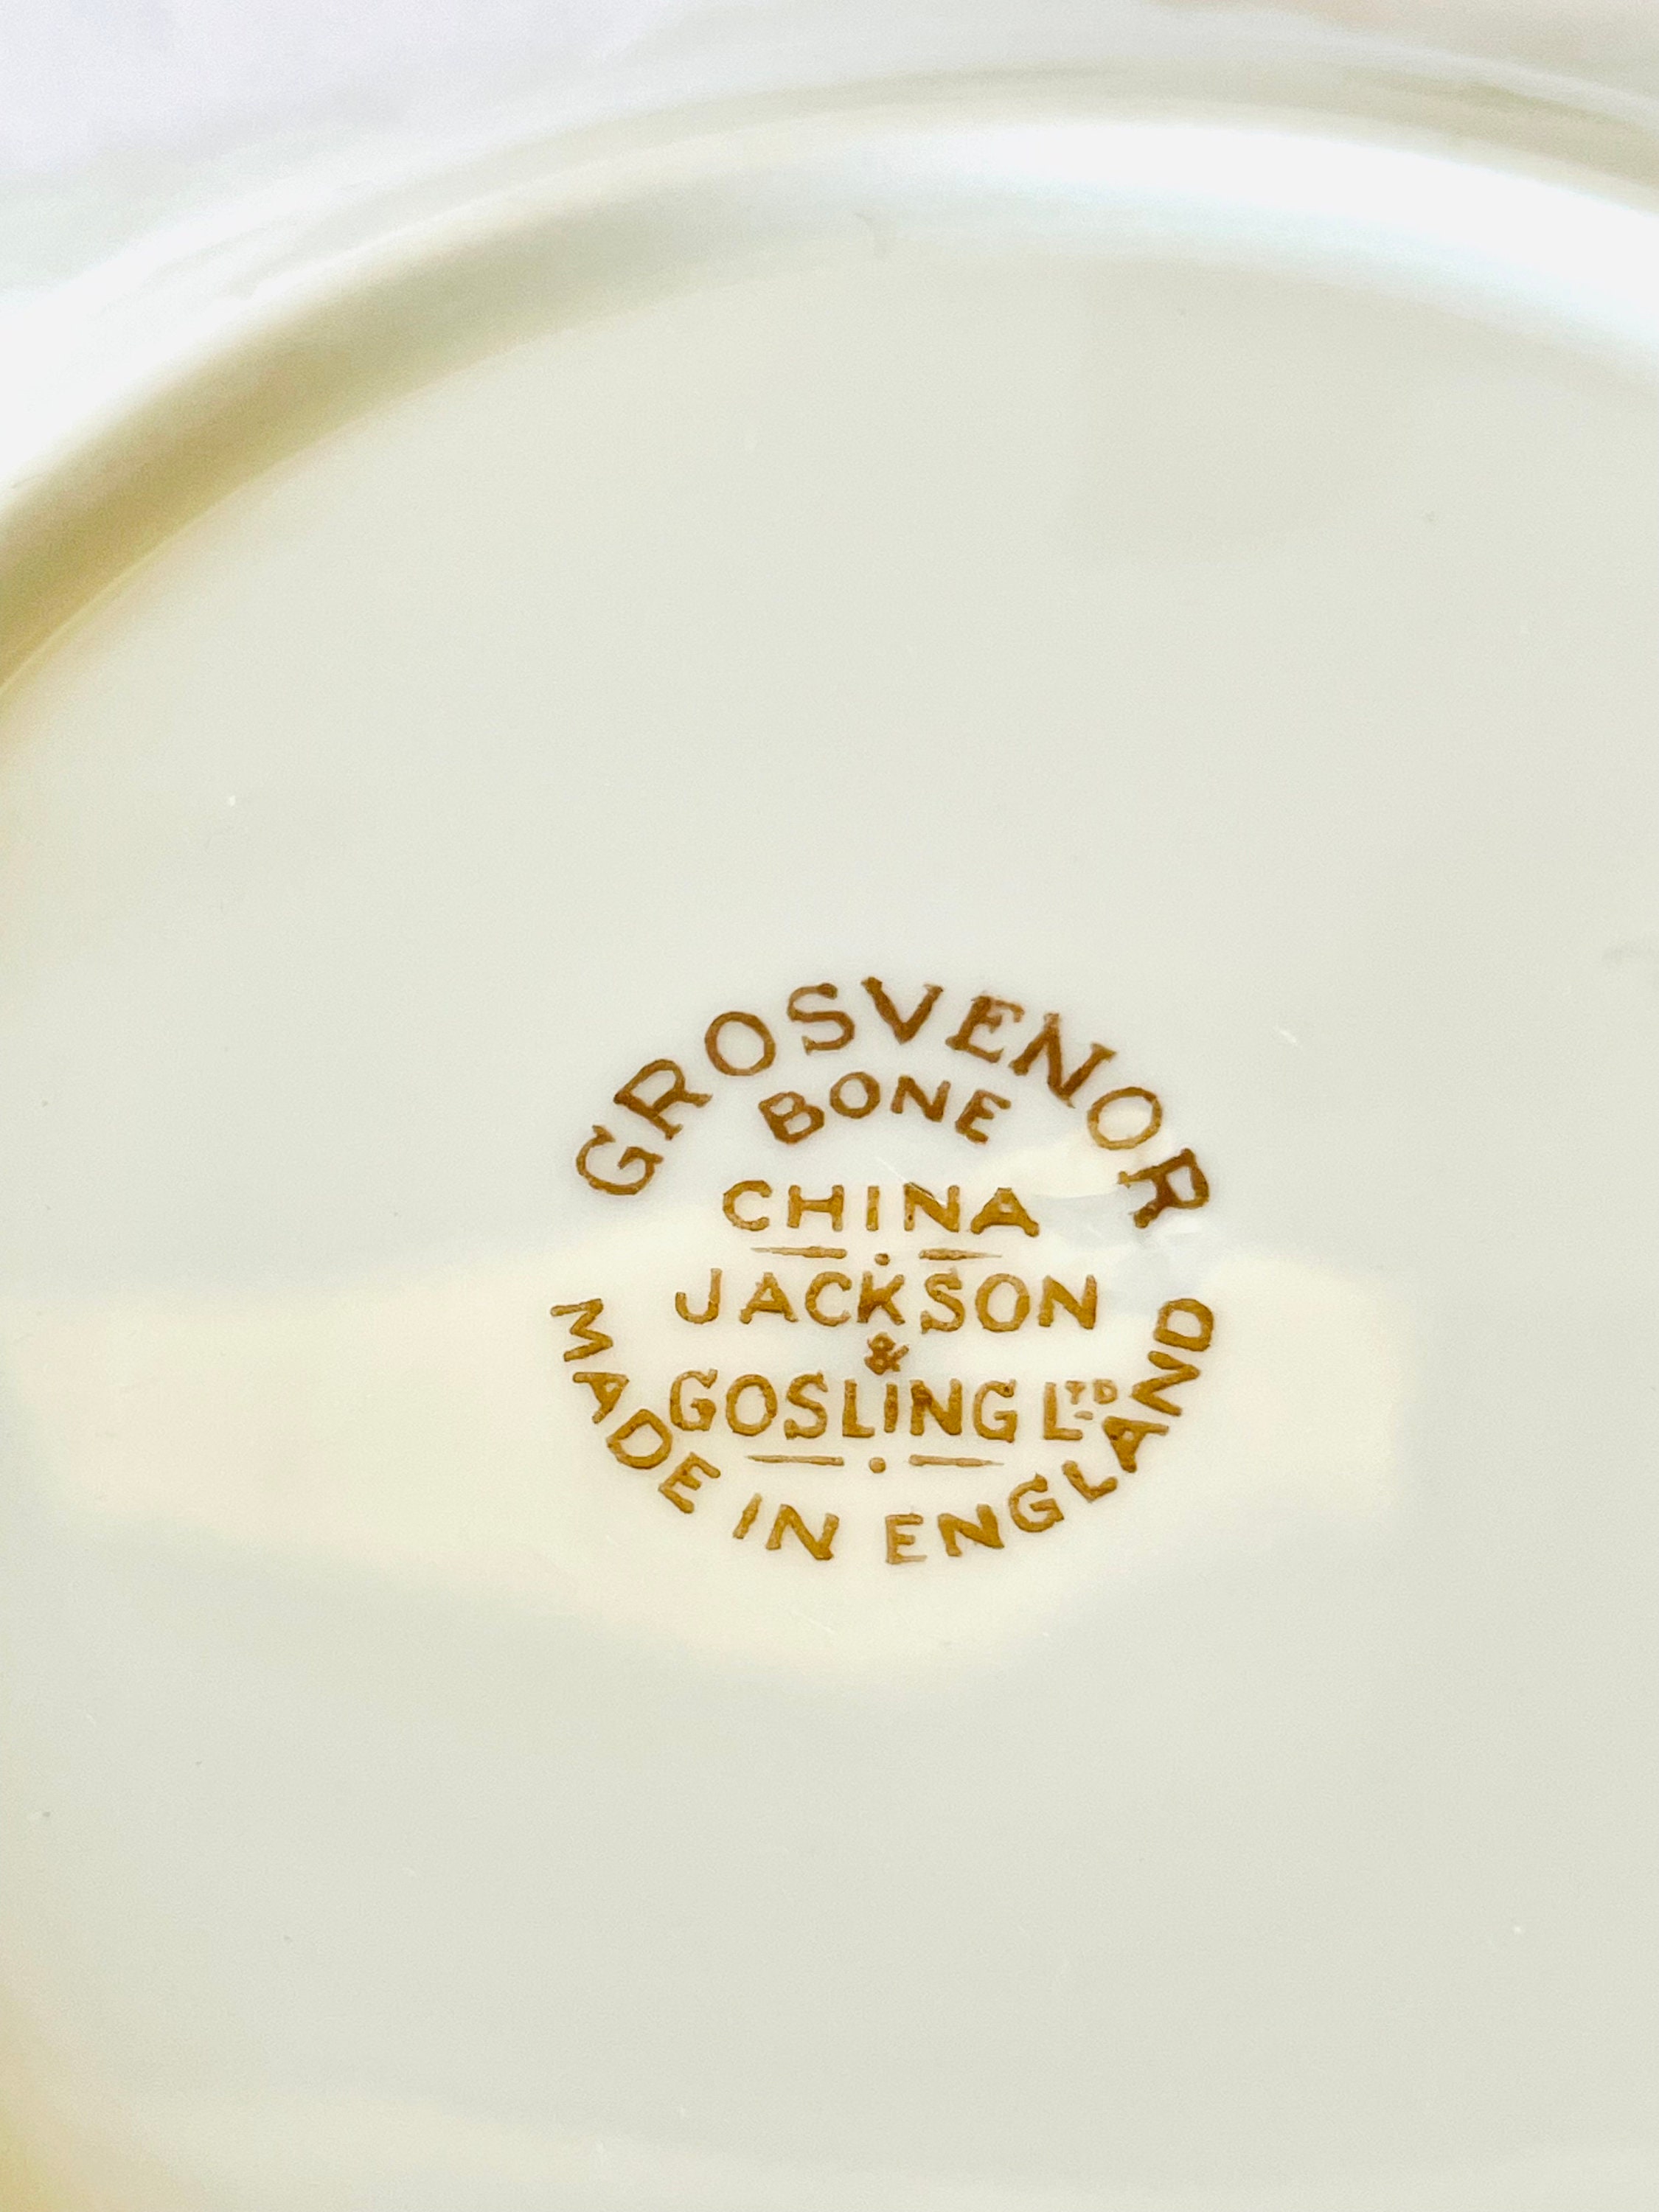 GROSVENOR
BONE
CHINA
JACKSON
&
GOSLING LTD
MADE IN ENGLAND